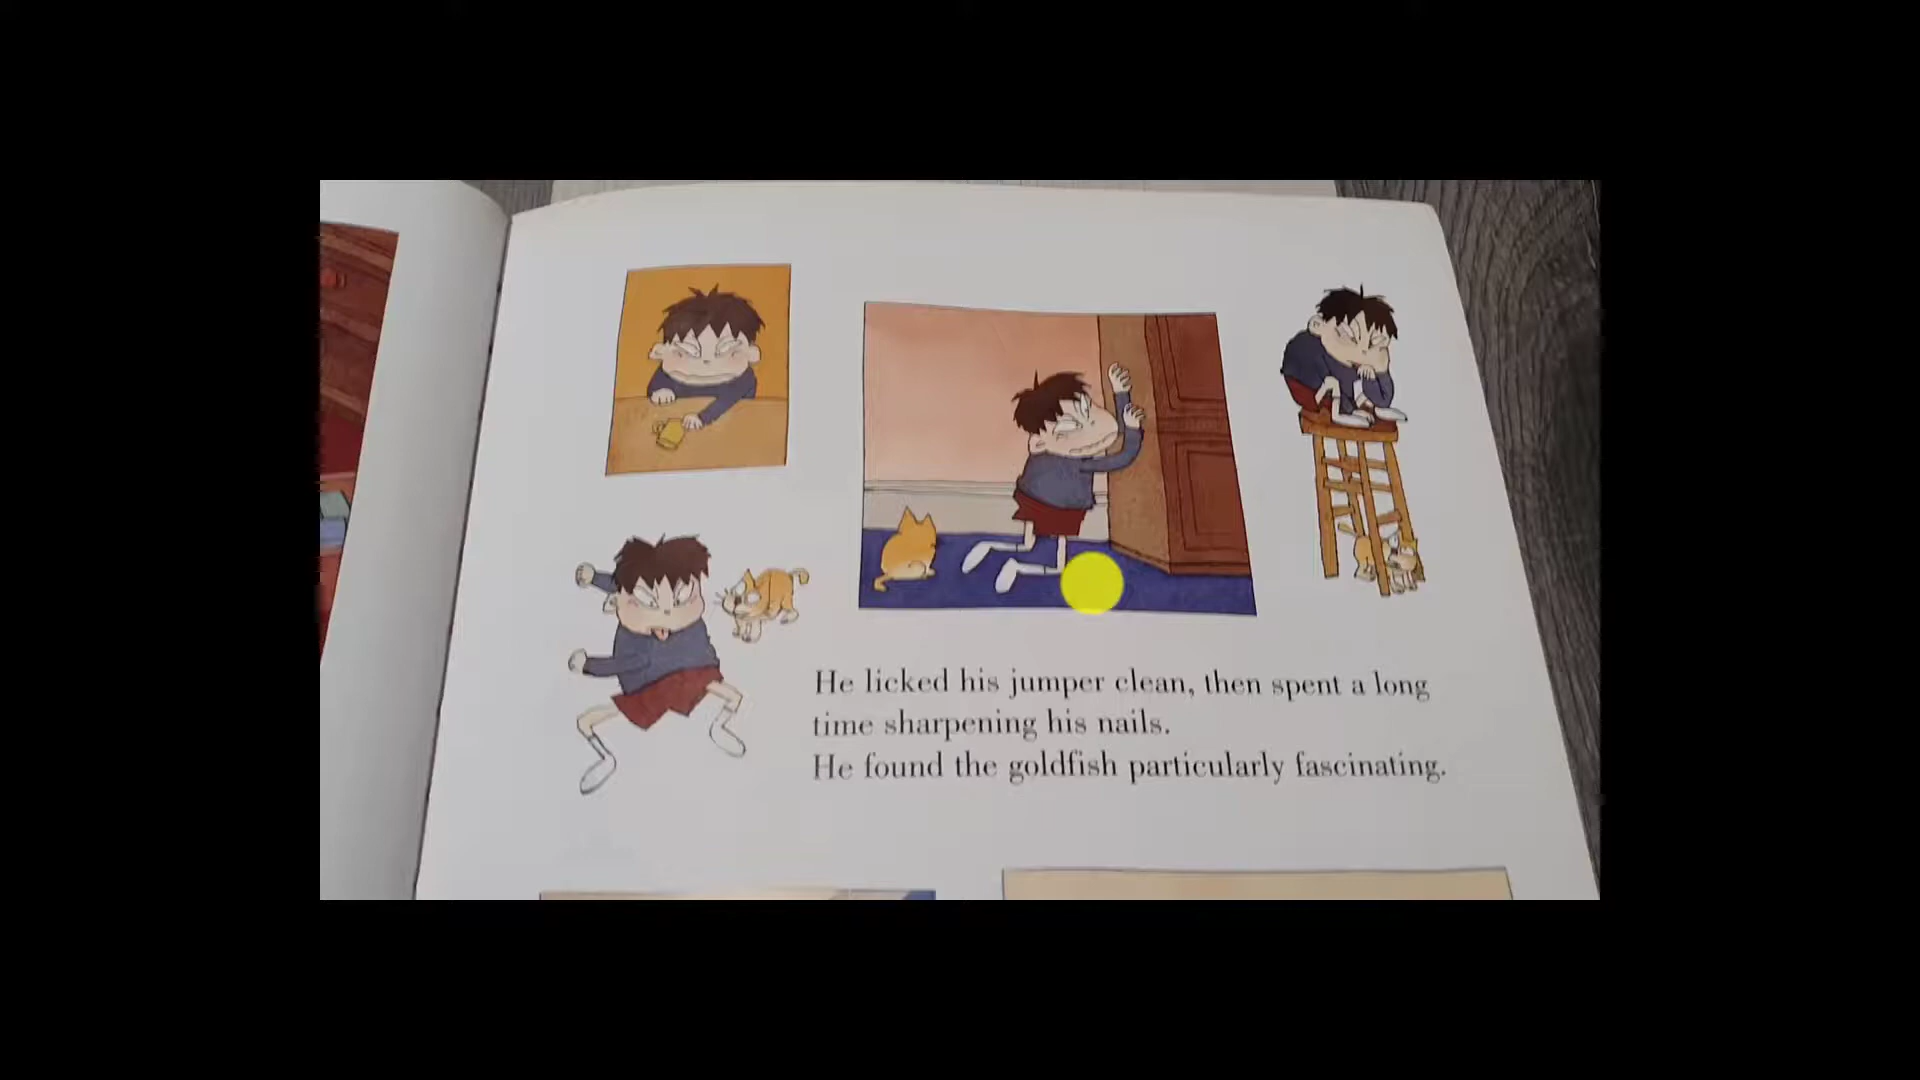 He licked his jumper clean, then spent a long
time sharpening his nails.
He found the goldfish particularly fascinating.